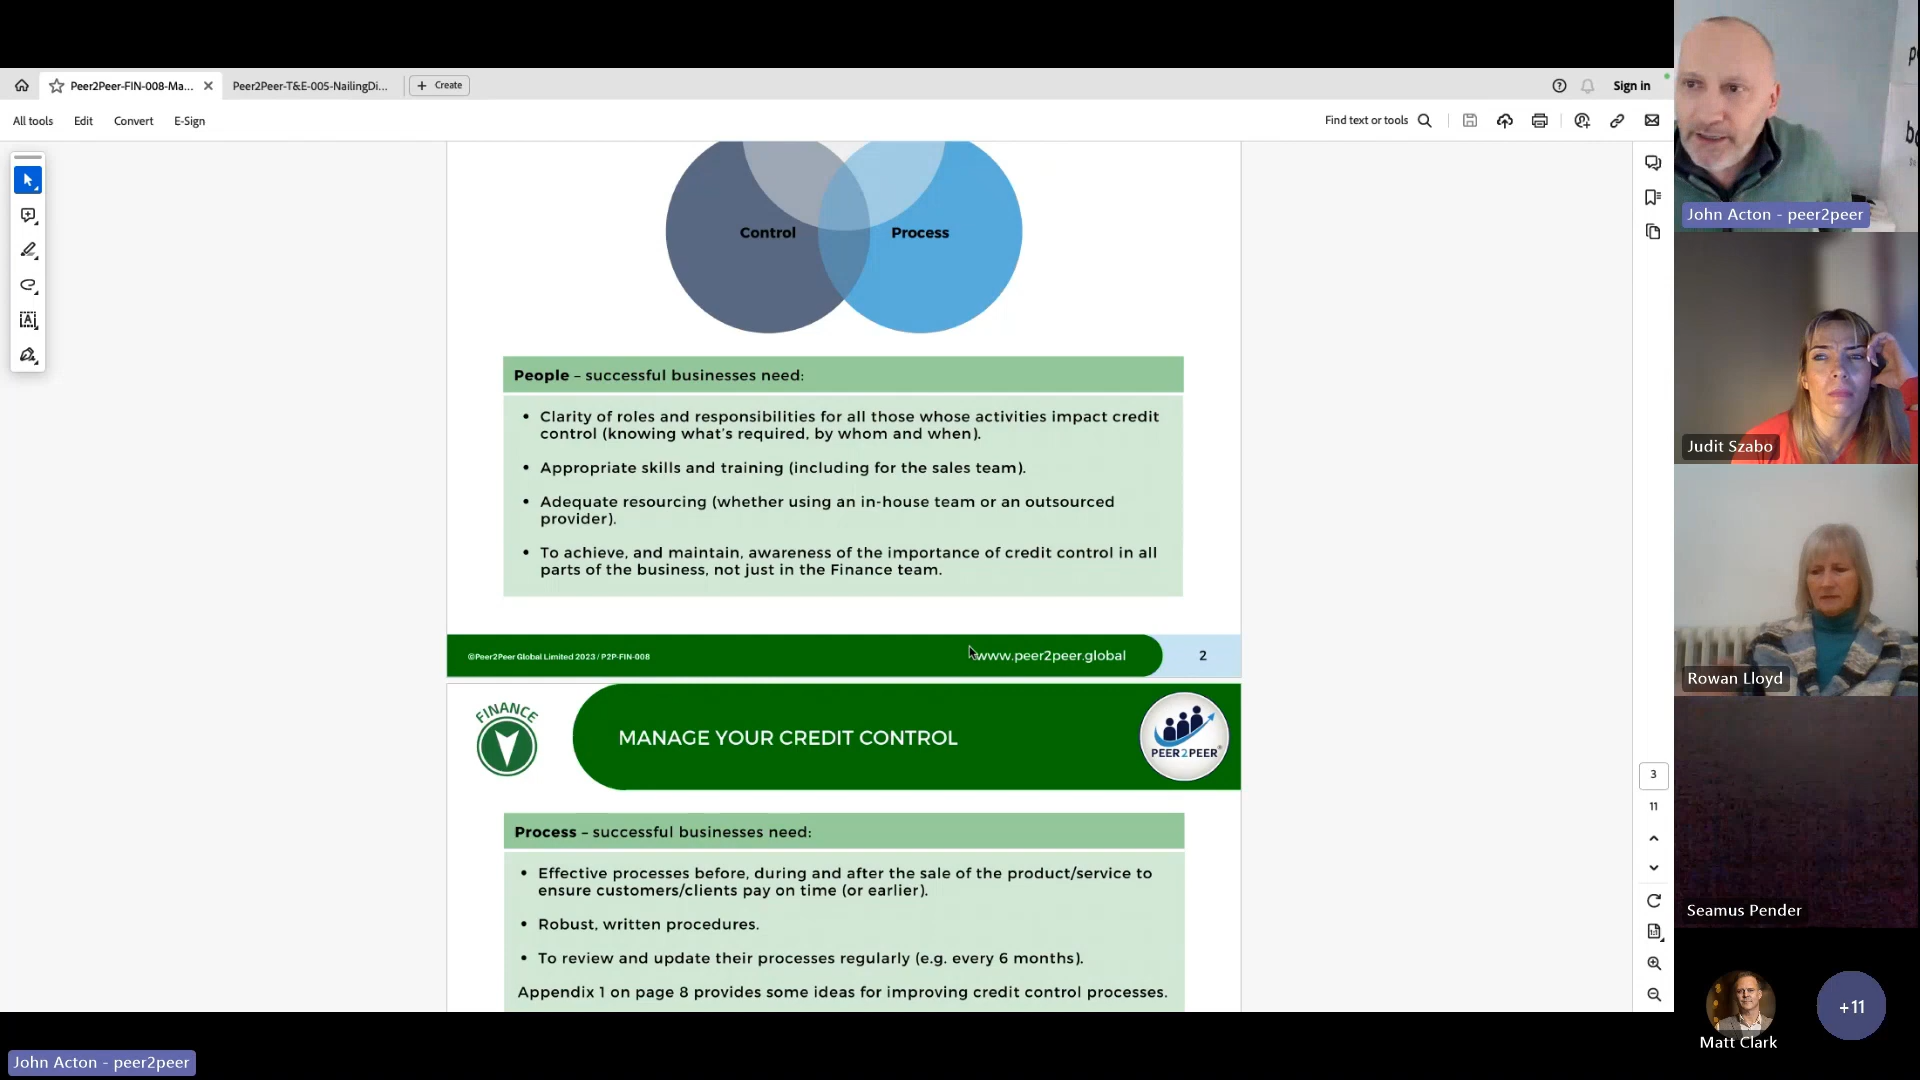 Peer2Peer-FIN-008-Ma...
Peer2Peer-T&E-005-NailingDi...
Create
Sign in
All tools
Edit
Convert
E-Sign
Find text or tools
Control
Process
People – successful businesses need:
• Clarity of roles and responsibilities for all those whose activities impact credit
control (knowing what's required, by whom and when).
• Appropriate skills and training (including for the sales team).
• Adequate resourcing (whether using an in-house team or an outsourced
provider).
• To achieve, and maintain, awareness of the importance of credit control in all
parts of the business, not just in the Finance team.
©Peer2Peer Global Limited 2023 / P2P-FIN-008
www.peer2peer.global
2
FINANCE
MANAGE YOUR CREDIT CONTROL
PEER2PEER®
Process – successful businesses need:
• Effective processes before, during and after the sale of the product/service to
ensure customers/clients pay on time (or earlier).
• Robust, written procedures.
• To review and update their processes regularly (e.g. every 6 months).
Appendix 1 on page 8 provides some ideas for improving credit control processes.
3
11
John Acton - peer2peer
Judit Szabo
Rowan Lloyd
Seamus Pender
Matt Clark
+11
John Acton - peer2peer